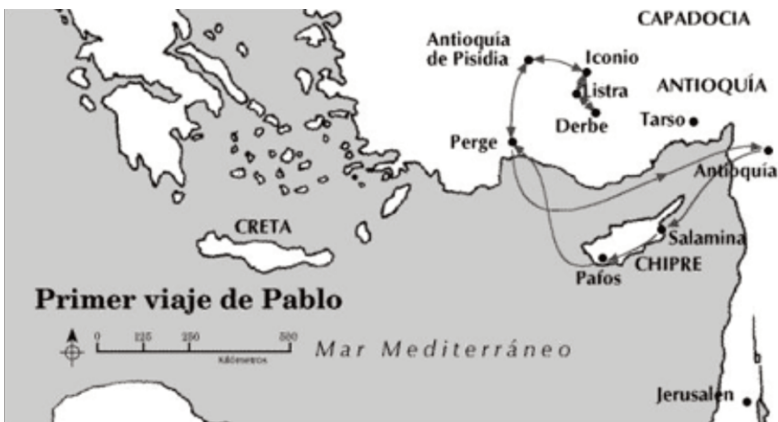 CAPADOCIA
Antioquía
de Pisidia
Iconio
ANTIOQUÍA
Listra
Derbe
Tarso
Perge
Antioquía
CRETA
Salamina
CHIPRE
Pafos
Primer viaje de Pablo
0 125 250 500
Kilómetros
Mar Mediterráneo
Jerusalen